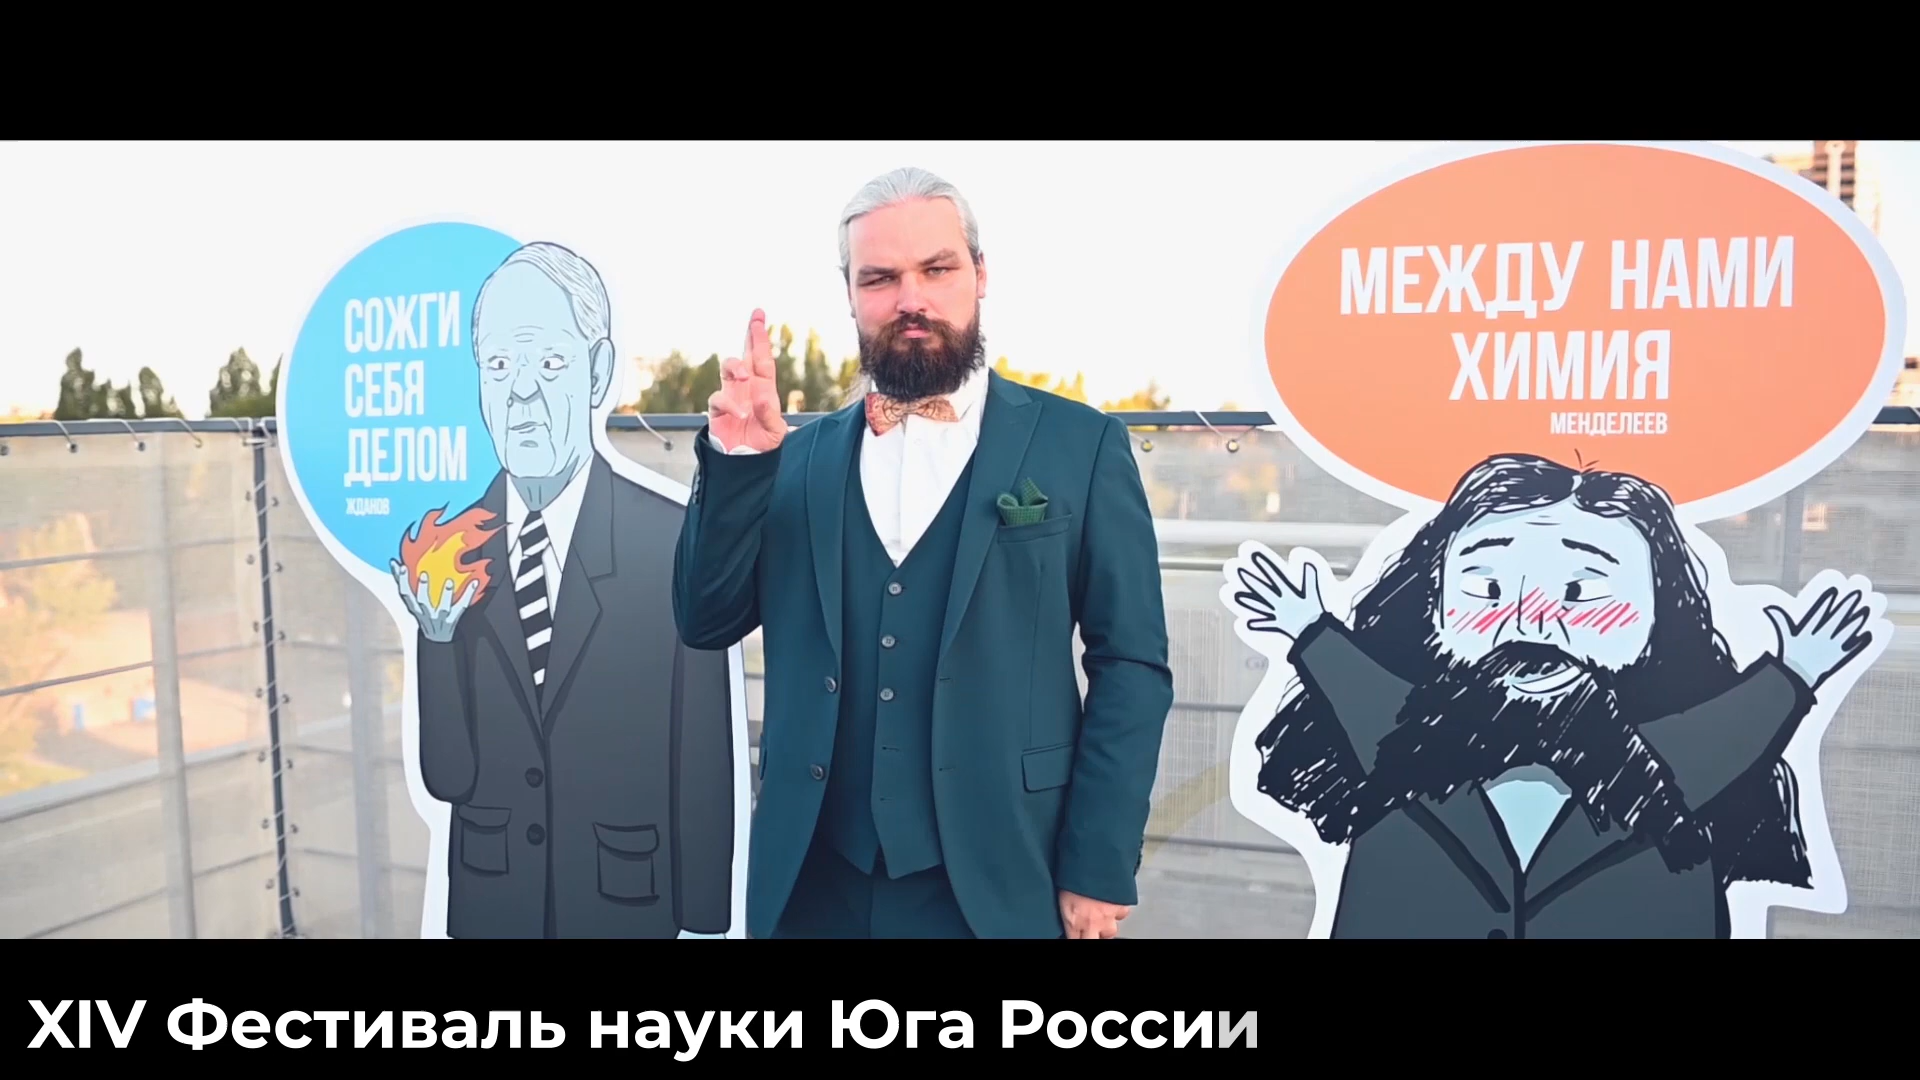 СОЖГИ
СЕБЯ
ДЕЛОМ
ЖДАНОВ
МЕЖДУ НАМИ
ХИМИЯ
МЕНДЕЛЕЕВ
XIV Фестиваль науки Юга России